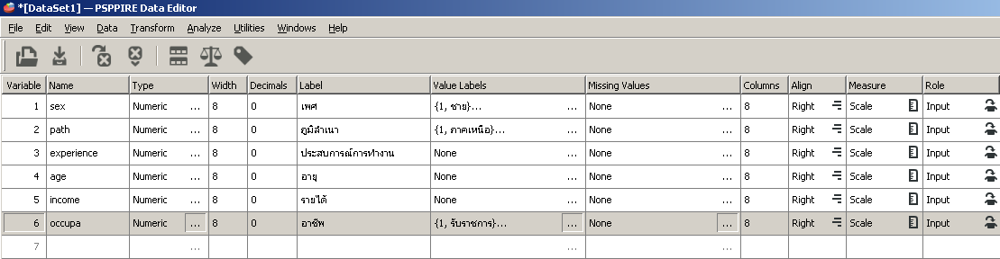 *[DataSet1] — PSPPIRE Data Editor
File Edit View Data Transform Analyze Utilities Windows Help
Variable Name Type Width Decimals Label Value Labels Missing Values Columns Align Measure Role
1 sex Numeric ... 8 0 เพศ {1, ชาย}... ... None ... 8 Right Scale Input
2 path Numeric ... 8 0 ภูมิลำเนา {1, ภาคเหนือ}... ... None ... 8 Right Scale Input
3 experience Numeric ... 8 0 ประสบการณ์การทำงาน None ... None ... 8 Right Scale Input
4 age Numeric ... 8 0 อายุ None ... None ... 8 Right Scale Input
5 income Numeric ... 8 0 รายได้ None ... None ... 8 Right Scale Input
6 occupa Numeric ... 8 0 อาชีพ {1, รับราชการ}... ... None ... 8 Right Scale Input
7 ... ... ...